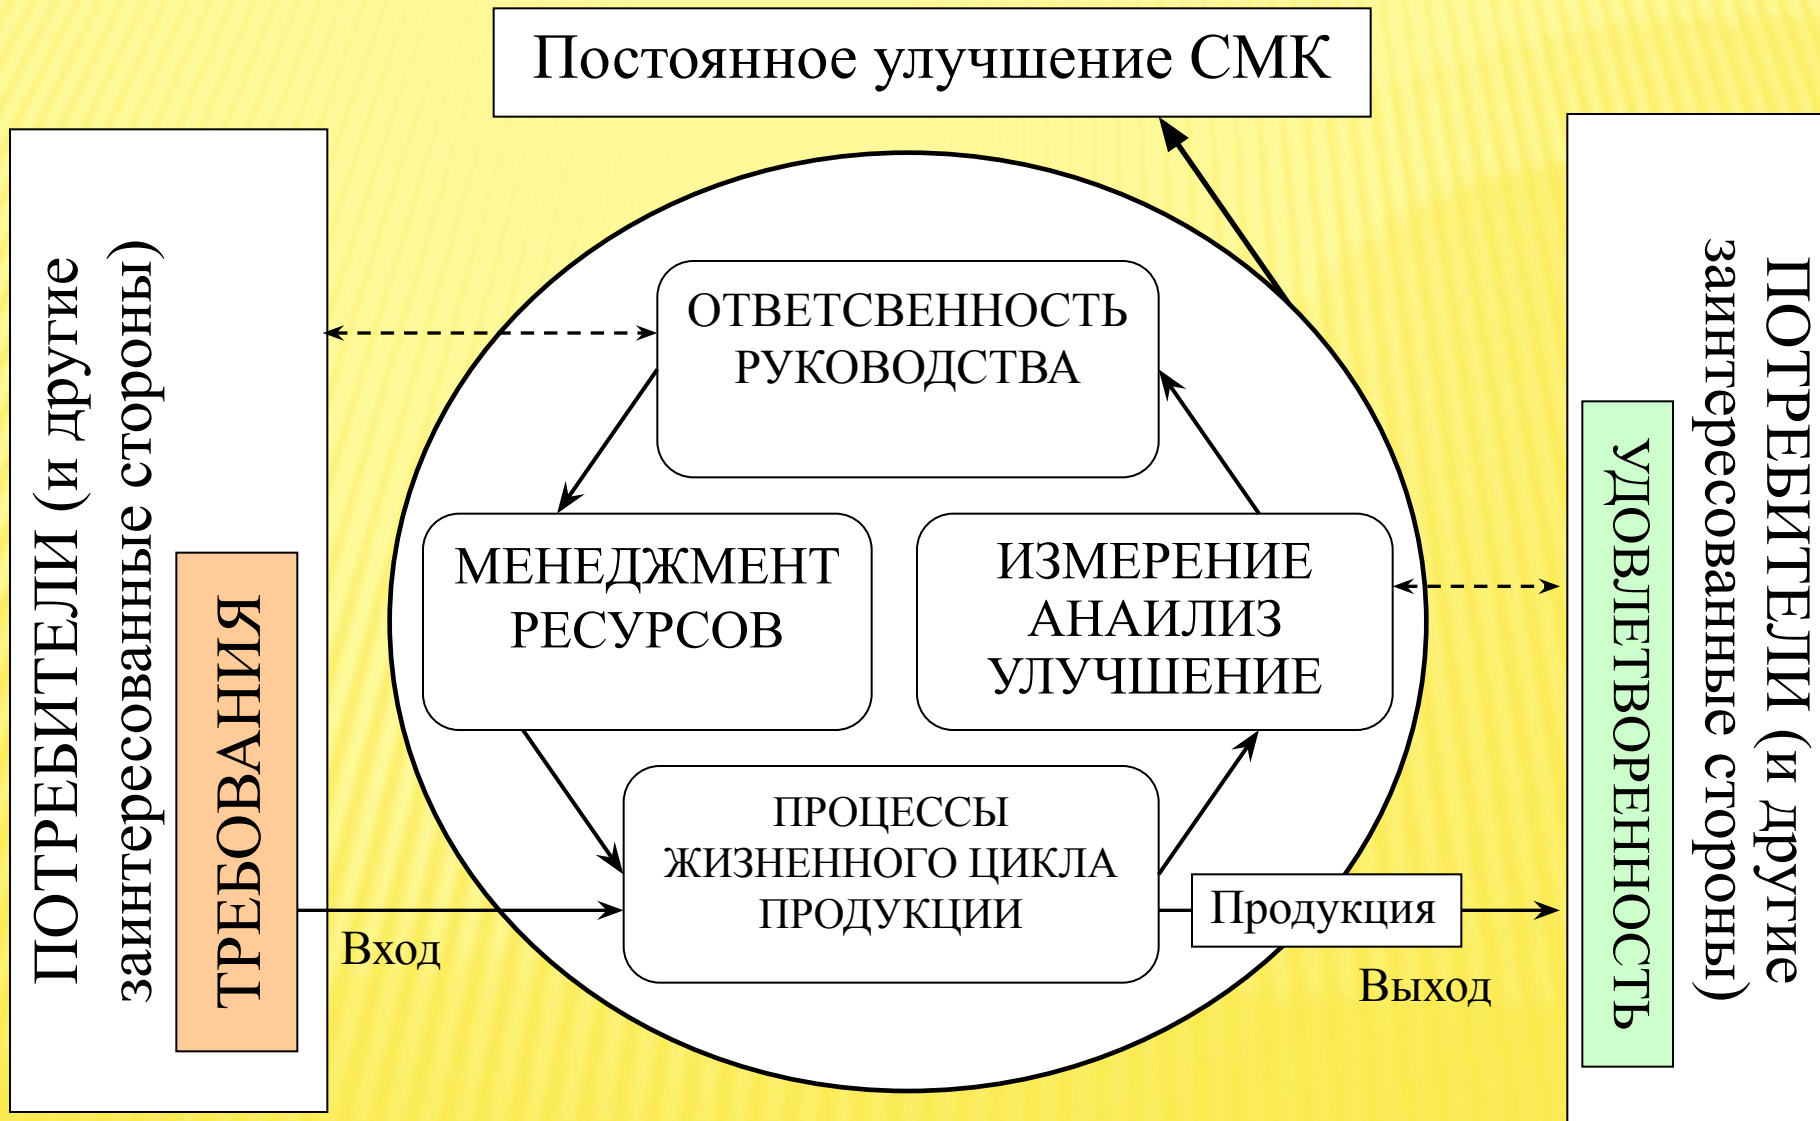 Постоянное улучшение СМК
ПОТРЕБИТЕЛИ (и другие
заинтересованные стороны)
ТРЕБОВАНИЯ
ОТВЕТСВЕННОСТЬ
РУКОВОДСТВА
МЕНЕДЖМЕНТ
РЕСУРСОВ
ИЗМЕРЕНИЕ
АНАИЛИЗ
УЛУЧШЕНИЕ
ПРОЦЕССЫ
ЖИЗНЕННОГО ЦИКЛА
ПРОДУКЦИИ
Вход
Продукция
Выход
ПОТРЕБИТЕЛИ (и другие
заинтересованные стороны)
УДОВЛЕТВОРЕННОСТЬ